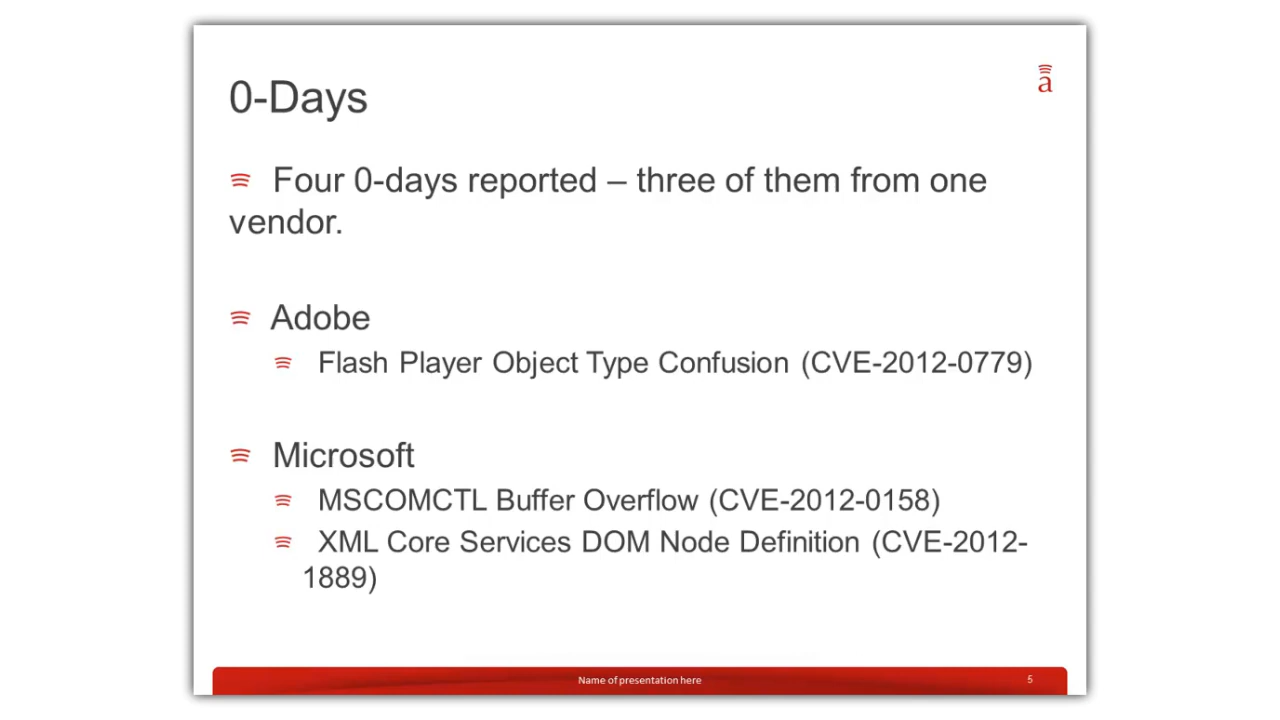 0-Days
a
Four 0-days reported – three of them from one
vendor.
Adobe
Flash Player Object Type Confusion (CVE-2012-0779)
Microsoft
MSCOMCTL Buffer Overflow (CVE-2012-0158)
XML Core Services DOM Node Definition (CVE-2012-
1889)
Name of presentation here
5